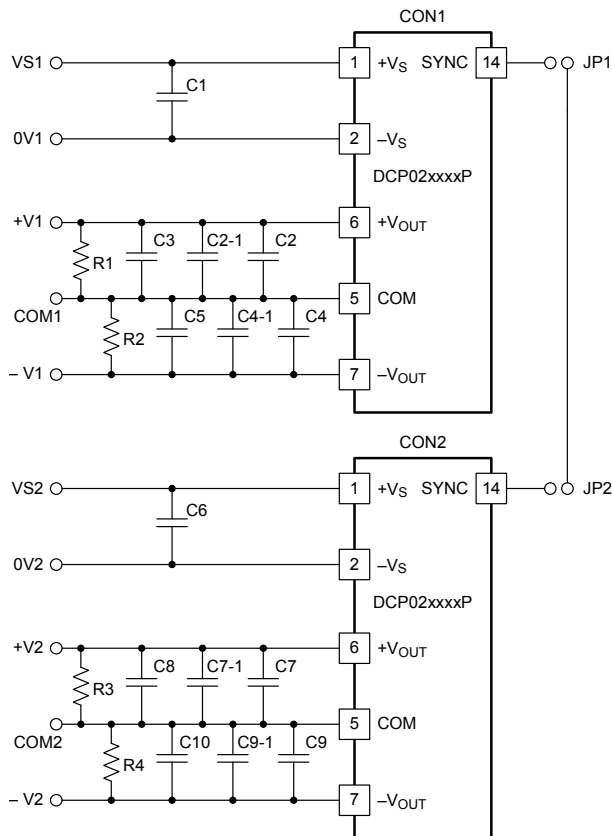 CON1
VS1
1
+VS
SYNC
14
JP1
C1
0V1
2
–VS
DCP02xxxxP
+V1
6
+VOUT
R1
C3
C2-1
C2
COM1
5
COM
R2
C5
C4-1
C4
– V1
7
–VOUT
CON2
VS2
1
+VS
SYNC
14
JP2
C6
0V2
2
–VS
DCP02xxxxP
+V2
6
+VOUT
R3
C8
C7-1
C7
COM2
5
COM
R4
C10
C9-1
C9
– V2
7
–VOUT